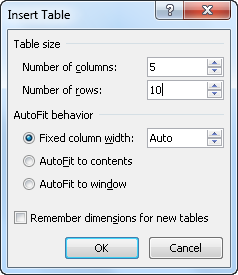 Insert Table
Table size
Number of columns: 5
Number of rows: 10
AutoFit behavior
Fixed column width: Auto
AutoFit to contents
AutoFit to window
Remember dimensions for new tables
OK Cancel